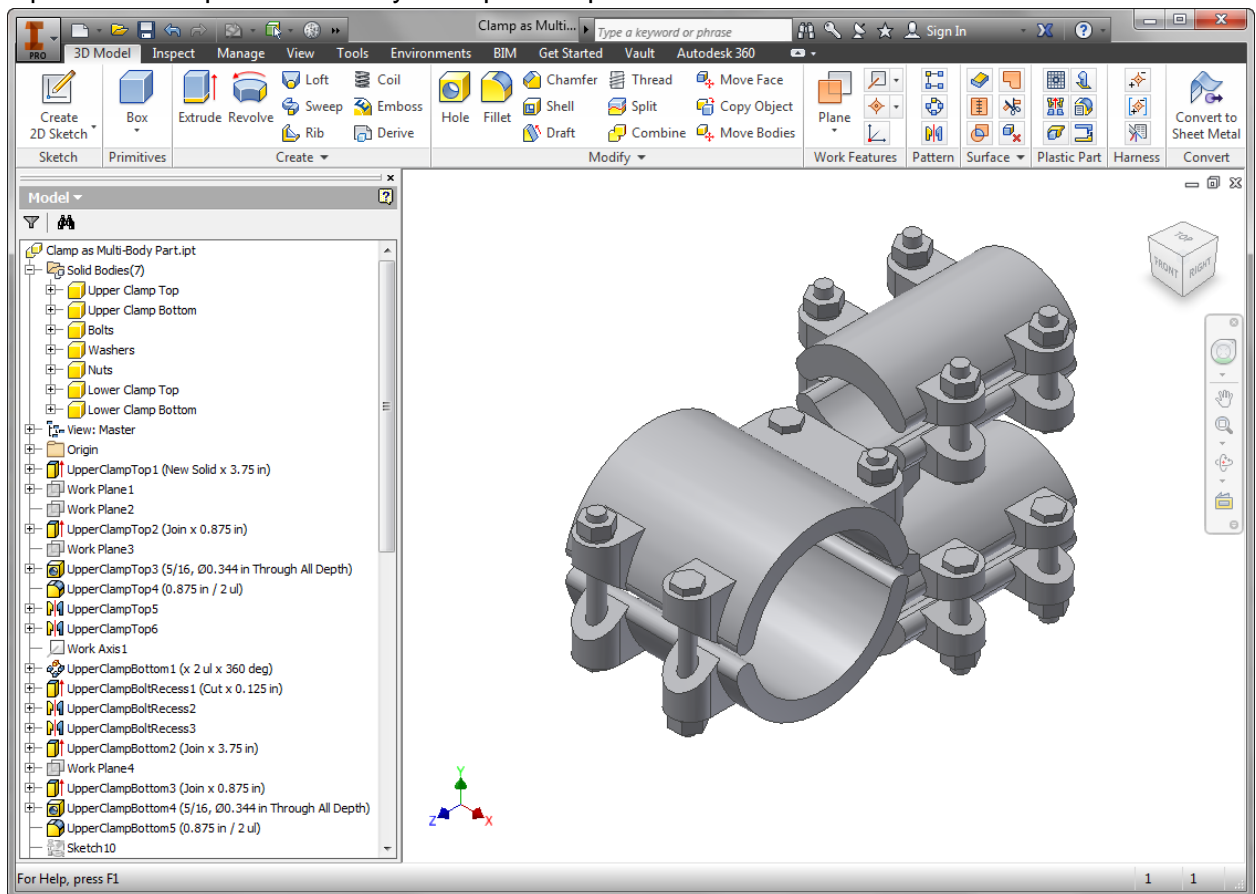 Clamp as Multi...
Type a keyword or phrase
Sign In
PRO
3D Model Inspect Manage View Tools Environments BIM Get Started Vault Autodesk 360
Create 2D Sketch
Box
Extrude
Revolve
Loft
Sweep
Rib
Coil
Emboss
Derive
Hole
Fillet
Chamfer
Shell
Draft
Thread
Split
Combine
Move Face
Copy Object
Move Bodies
Plane
Convert to Sheet Metal
Sketch Primitives Create Modify Work Features Pattern Surface Plastic Part Harness Convert
Model
Clamp as Multi-Body Part.ipt
Solid Bodies(7)
Upper Clamp Top
Upper Clamp Bottom
Bolts
Washers
Nuts
Lower Clamp Top
Lower Clamp Bottom
View: Master
Origin
UpperClampTop1 (New Solid x 3.75 in)
Work Plane1
Work Plane2
UpperClampTop2 (Join x 0.875 in)
Work Plane3
UpperClampTop3 (5/16, Ø0.344 in Through All Depth)
UpperClampTop4 (0.875 in / 2 ul)
UpperClampTop5
UpperClampTop6
Work Axis1
UpperClampBottom1 (x 2 ul x 360 deg)
UpperClampBoltRecess1 (Cut x 0.125 in)
UpperClampBoltRecess2
UpperClampBoltRecess3
UpperClampBottom2 (Join x 3.75 in)
Work Plane4
UpperClampBottom3 (Join x 0.875 in)
UpperClampBottom4 (5/16, Ø0.344 in Through All Depth)
UpperClampBottom5 (0.875 in / 2 ul)
Sketch10
TOP
FRONT
RIGHT
Y
Z
X
For Help, press F1
1 1